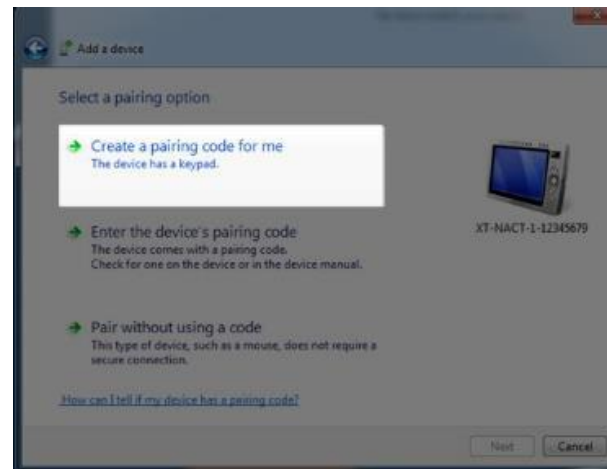 Add a device
Select a pairing option
Create a pairing code for me
The device has a keypad.
Enter the device's pairing code
The device comes with a pairing code.
Check for one on the device or in the device manual.
XT-NACT-1-12345679
Pair without using a code
This type of device, such as a mouse, does not require a
secure connection.
How can I tell if my device has a pairing code?
Next
Cancel